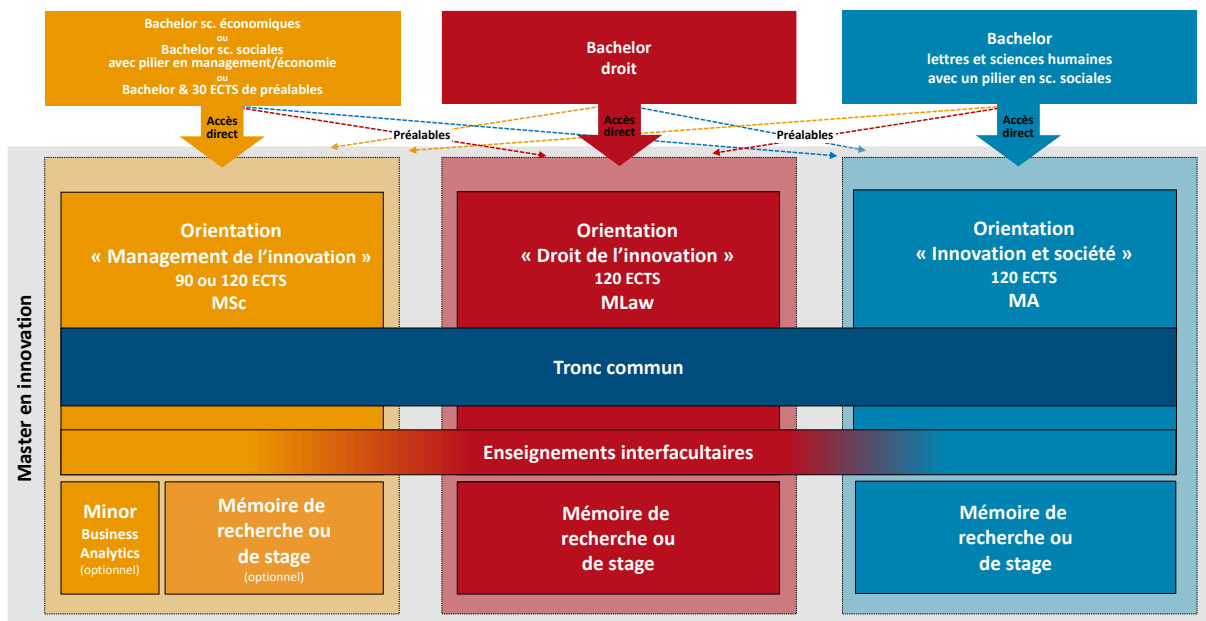 Bachelor sc. économiques
ou
Bachelor sc. sociales
avec pilier en management/économie
ou
Bachelor & 30 ECTS de préalables
Bachelor
droit
Bachelor
lettres et sciences humaines
avec un pilier en sc. sociales
Accès
direct
Préalables
Accès
direct
Préalables
Accès
direct
Master en innovation
Orientation
« Management de l'innovation »
90 ou 120 ECTS
MSc
Orientation
« Droit de l'innovation »
120 ECTS
MLaw
Orientation
« Innovation et société »
120 ECTS
MA
Tronc commun
Enseignements interfacultaires
Minor
Business
Analytics
(optionnel)
Mémoire de
recherche ou
de stage
(optionnel)
Mémoire de
recherche ou
de stage
Mémoire de
recherche ou
de stage